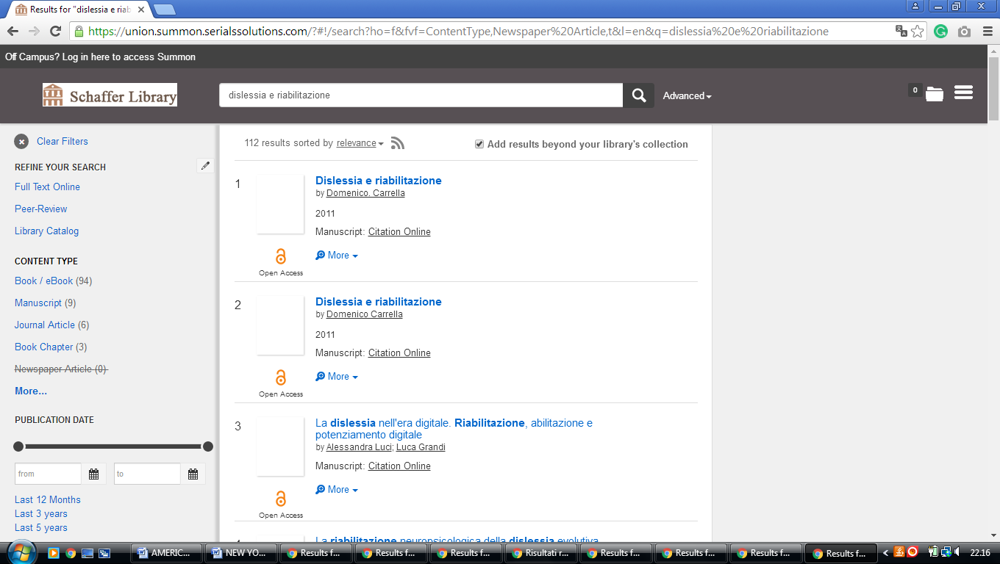 Results for "dislessia e riab
https://union.summon.serialssolutions.com/?#!/search?ho=f&fvf=ContentType,Newspaper%20Article,t&l=en&q=dislessia%20e%20riabilitazione
Off Campus? Log in here to access Summon
Schaffer Library
dislessia e riabilitazione
Advanced
0
Clear Filters
REFINE YOUR SEARCH
Full Text Online
Peer-Review
Library Catalog
CONTENT TYPE
Book / eBook (94)
Manuscript (9)
Journal Article (6)
Book Chapter (3)
Newspaper Article (0)
More...
PUBLICATION DATE
from
to
Last 12 Months
Last 3 years
Last 5 years
112 results sorted by relevance
Add results beyond your library's collection
1
Dislessia e riabilitazione
by Domenico. Carrella
2011
Manuscript: Citation Online
More
Open Access
2
Dislessia e riabilitazione
by Domenico Carrella
2011
Manuscript: Citation Online
More
Open Access
3
La dislessia nell'era digitale. Riabilitazione, abilitazione e
potenziamento digitale
by Alessandra Luci; Luca Grandi
Manuscript: Citation Online
More
Open Access
La riabilitazione neuropsicologica della dislessia evolutiva
AMERIC...
NEW YO...
Results f...
Results f...
Results f...
Risultati r...
Results f...
Results f...
Results f...
Results f...
22.16